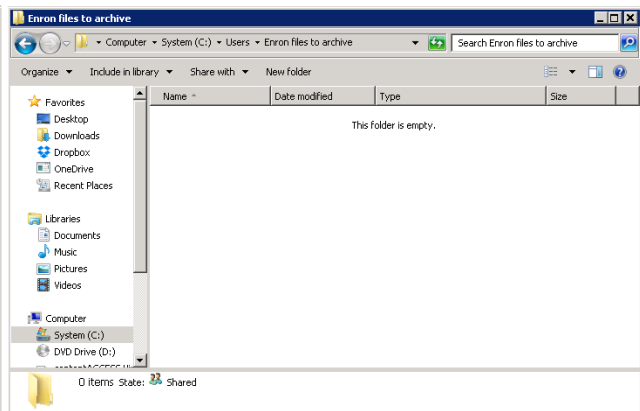 Enron files to archive
Computer System (C:) Users Enron files to archive Search Enron files to archive
Organize Include in library Share with New folder
Name Date modified Type Size
This folder is empty.
Favorites
Desktop
Downloads
Dropbox
OneDrive
Recent Places
Libraries
Documents
Music
Pictures
Videos
Computer
System (C:)
DVD Drive (D:)
0 items State: Shared